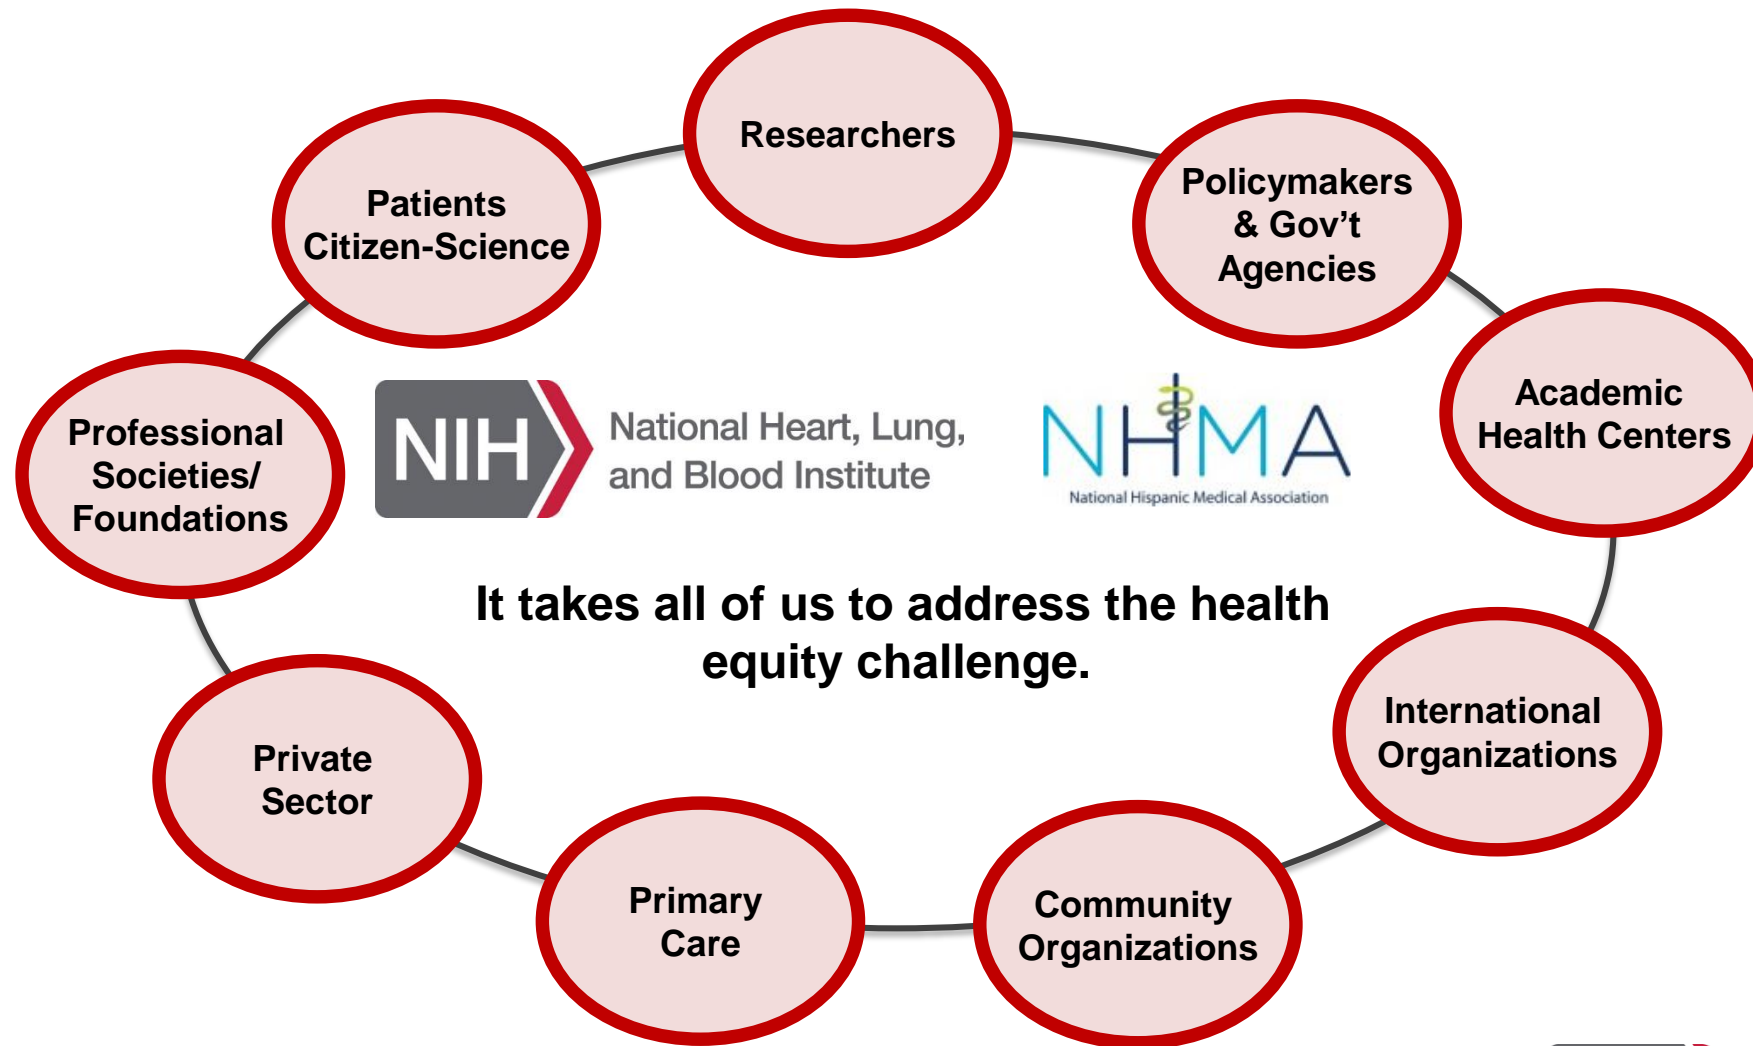 Researchers
Patients
Citizen-Science
Policymakers
& Gov’t
Agencies
Academic
Health Centers
Professional
Societies/
Foundations
NIH
National Heart, Lung,
and Blood Institute
NHMA
National Hispanic Medical Association
It takes all of us to address the health
equity challenge.
International
Organizations
Private
Sector
Primary
Care
Community
Organizations